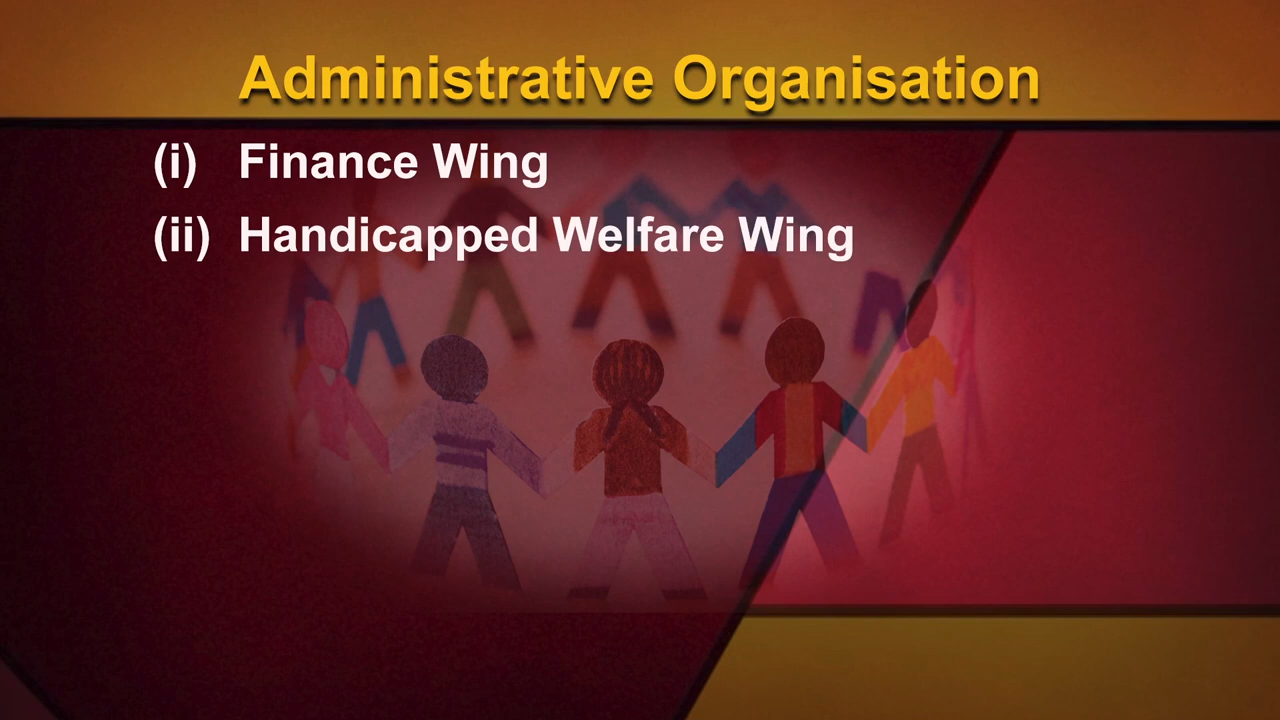 Administrative Organisation
(i) Finance Wing
(ii) Handicapped Welfare Wing